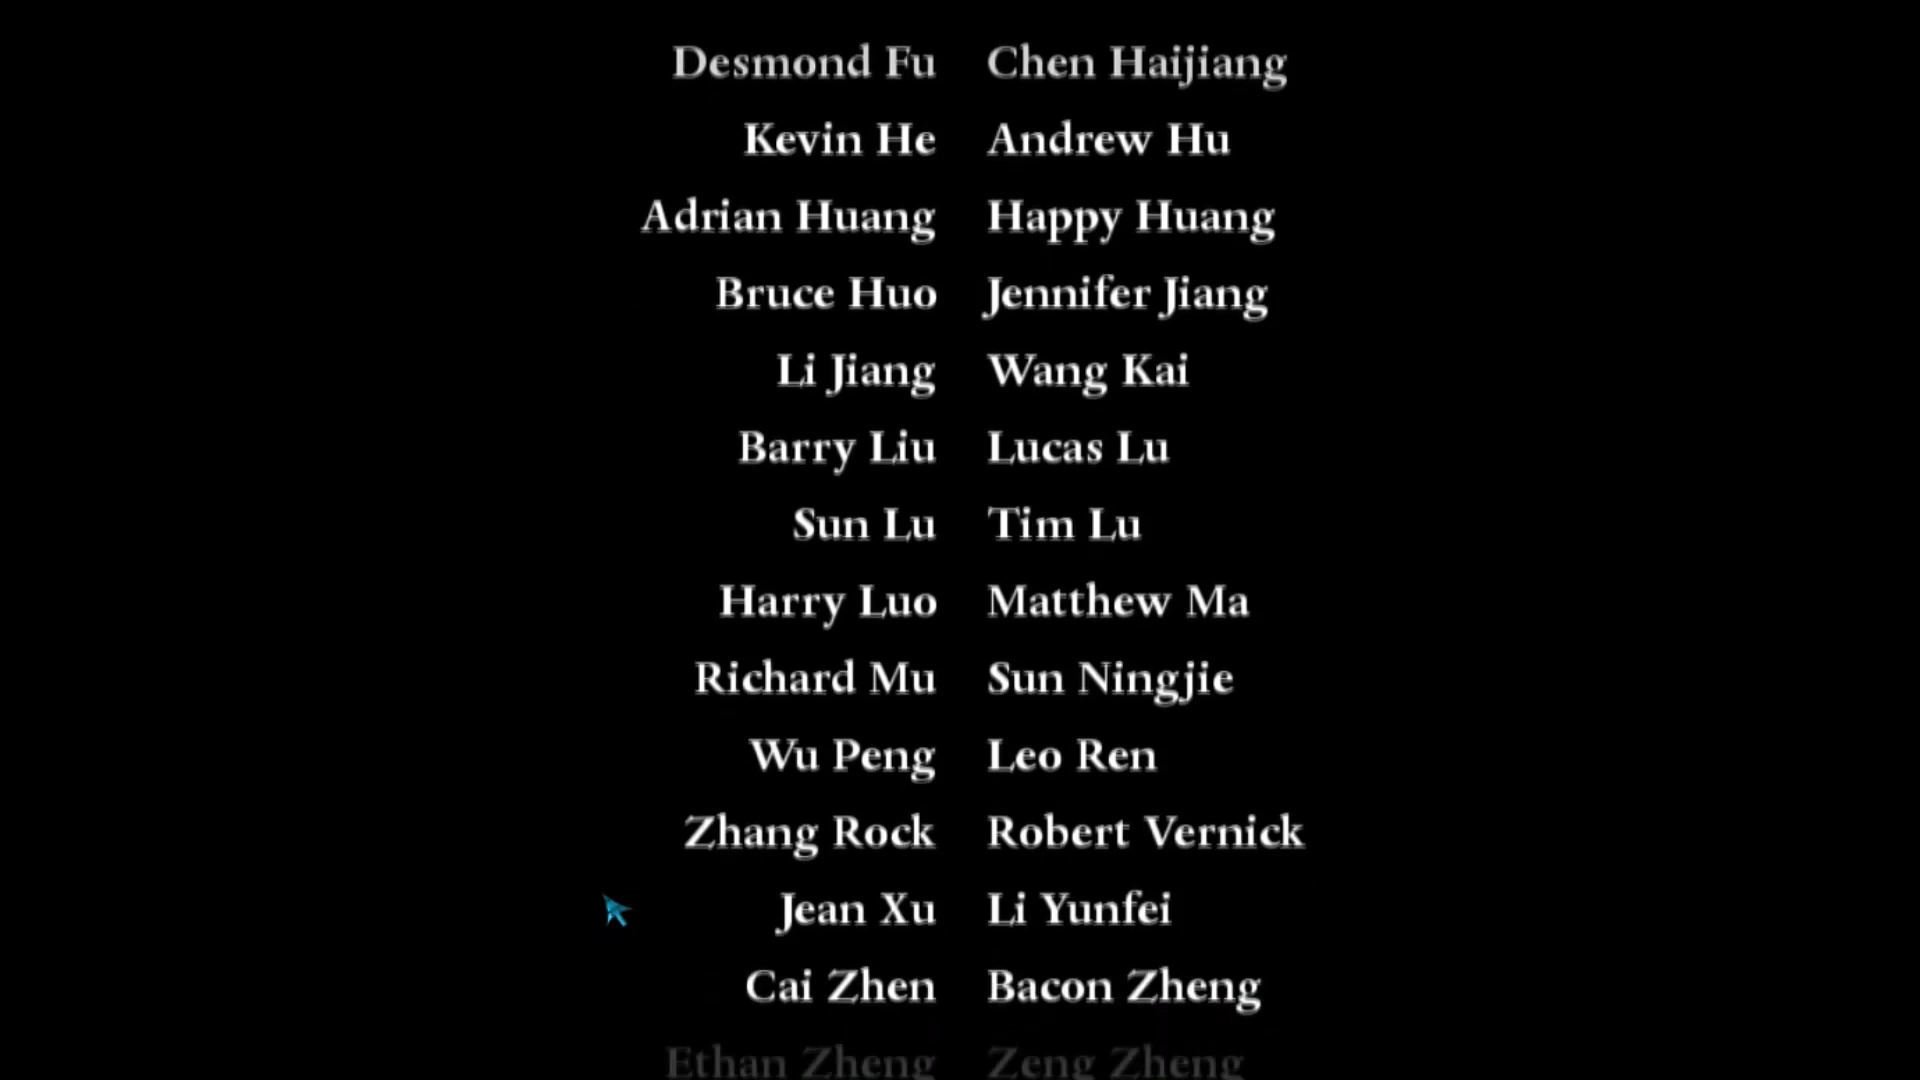 Desmond Fu Chen Haijiang
Kevin He Andrew Hu
Adrian Huang Happy Huang
Bruce Huo Jennifer Jiang
Li Jiang Wang Kai
Barry Liu Lucas Lu
Sun Lu Tim Lu
Harry Luo Matthew Ma
Richard Mu Sun Ningjie
Wu Peng Leo Ren
Zhang Rock Robert Vernick
Jean Xu Li Yunfei
Cai Zhen Bacon Zheng
Ethan Zheng Zeng Zheng